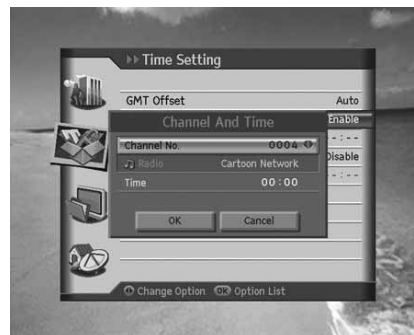 Time Setting
GMT Offset Auto
Enable
Channel And Time
Channel No. 0004
--:--
Radio Cartoon Network
Disable
Time 00:00
--:--
OK Cancel
Change Option OK Option List